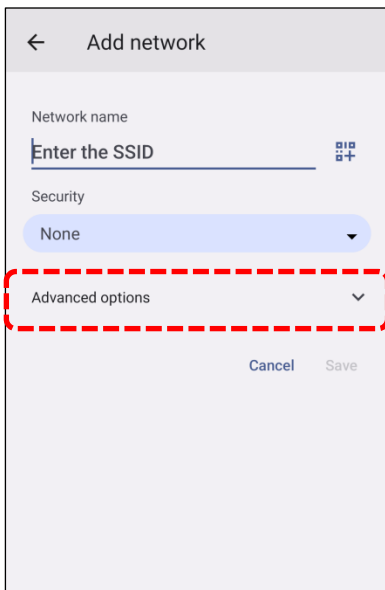 Add network
Network name
Enter the SSID
Security
None
Advanced options
Cancel Save